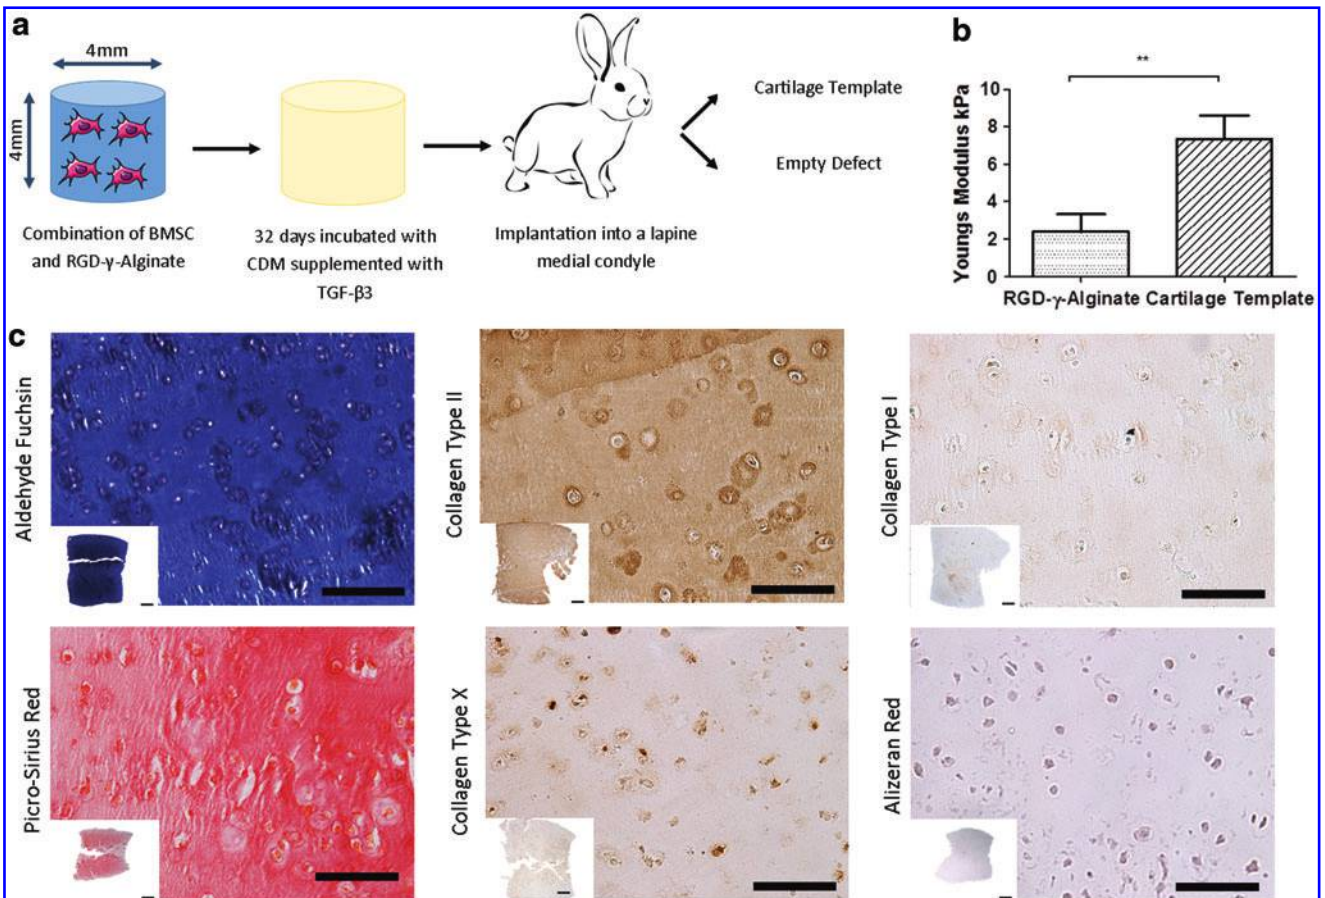 a
4mm
4mm
Combination of BMSC
and RGD-γ-Alginate
32 days incubated with
CDM supplemented with
TGF-β3
Implantation into a lapine
medial condyle
Cartilage Template
Empty Defect
b
**
Youngs Modulus kPa
10
8
6
4
2
0
RGD-γ-Alginate Cartilage Template
c
Aldehyde Fuchsin
Collagen Type II
Collagen Type I
Picro-Sirius Red
Collagen Type X
Alizeran Red